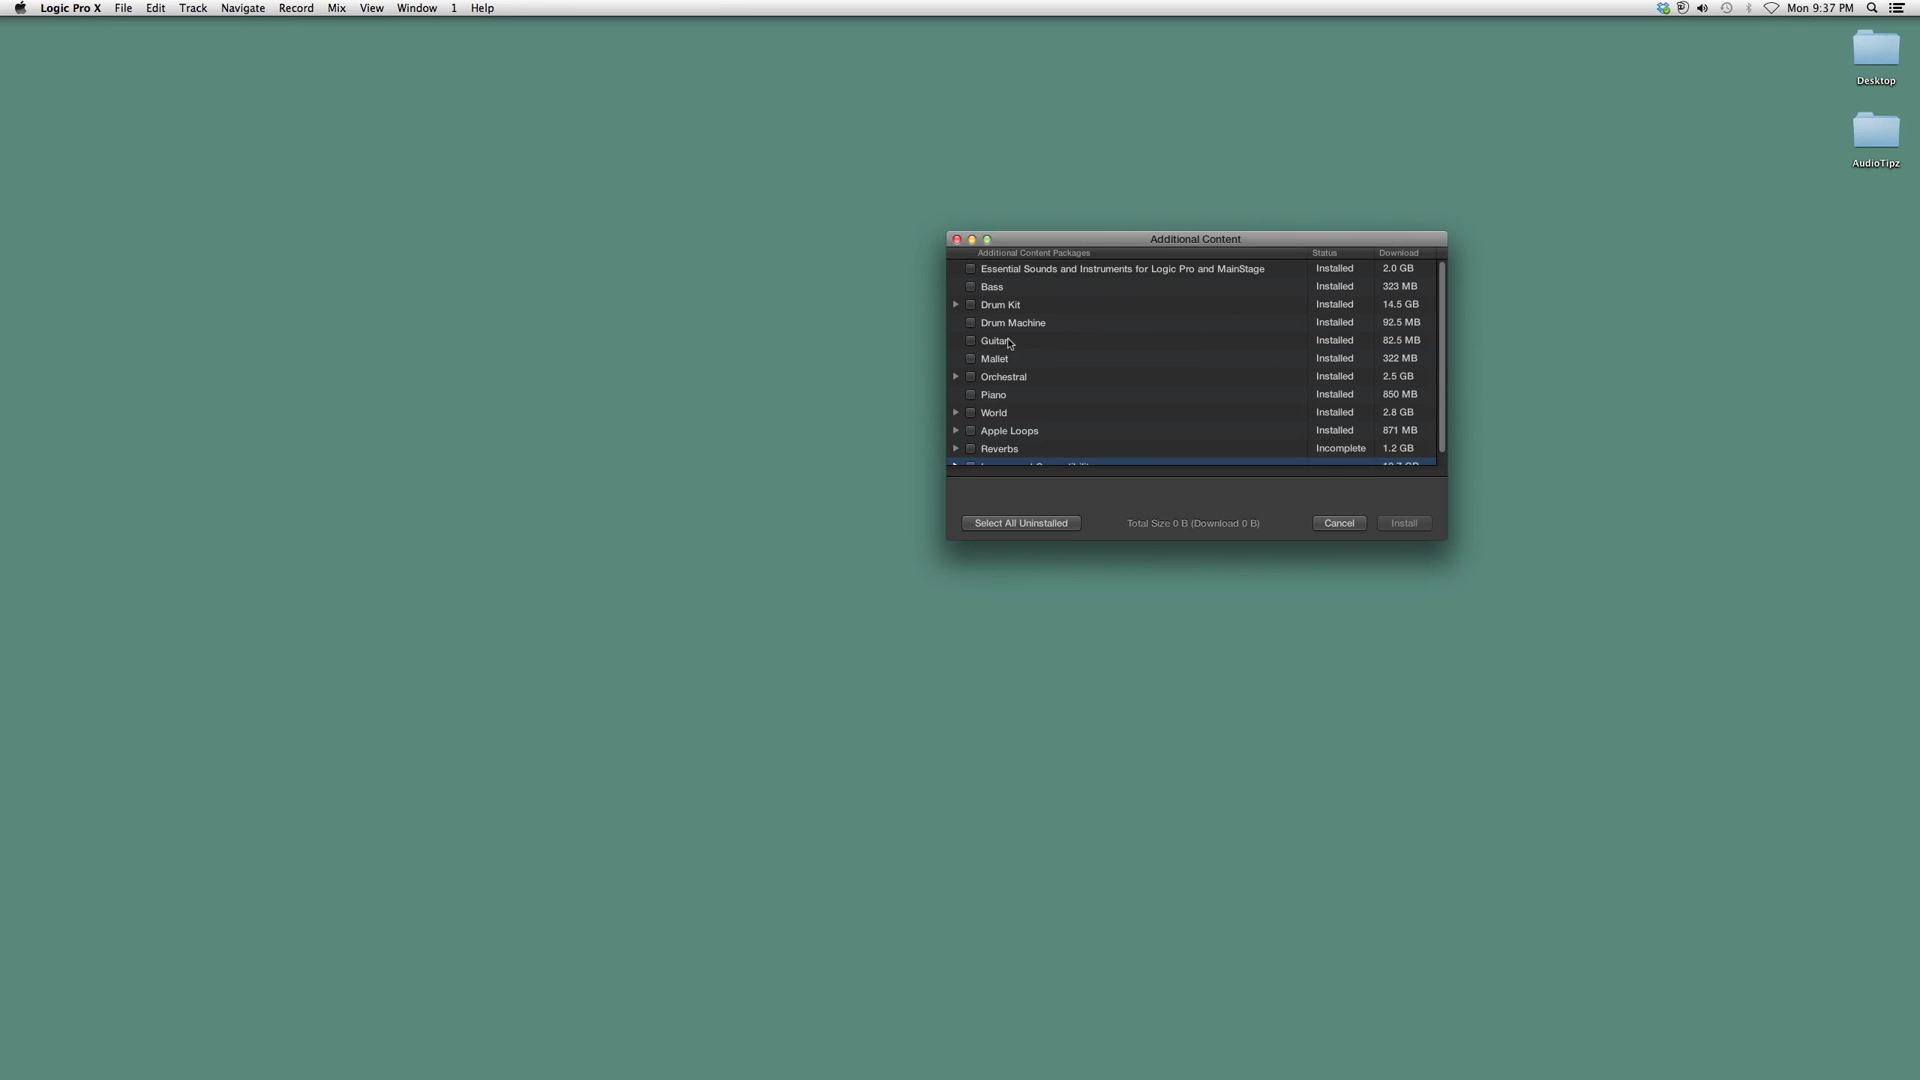 Logic Pro X File Edit Track Navigate Record Mix View Window 1 Help
Mon 9:37 PM
Desktop
AudioTipz
Additional Content
Additional Content Packages Status Download
Essential Sounds and Instruments for Logic Pro and MainStage Installed 2.0 GB
Bass Installed 323 MB
Drum Kit Installed 14.5 GB
Drum Machine Installed 92.5 MB
Guitar Installed 82.5 MB
Mallet Installed 322 MB
Orchestral Installed 2.5 GB
Piano Installed 850 MB
World Installed 2.8 GB
Apple Loops Installed 871 MB
Reverbs Incomplete 1.2 GB
Select All Uninstalled Total Size 0 B (Download 0 B) Cancel Install